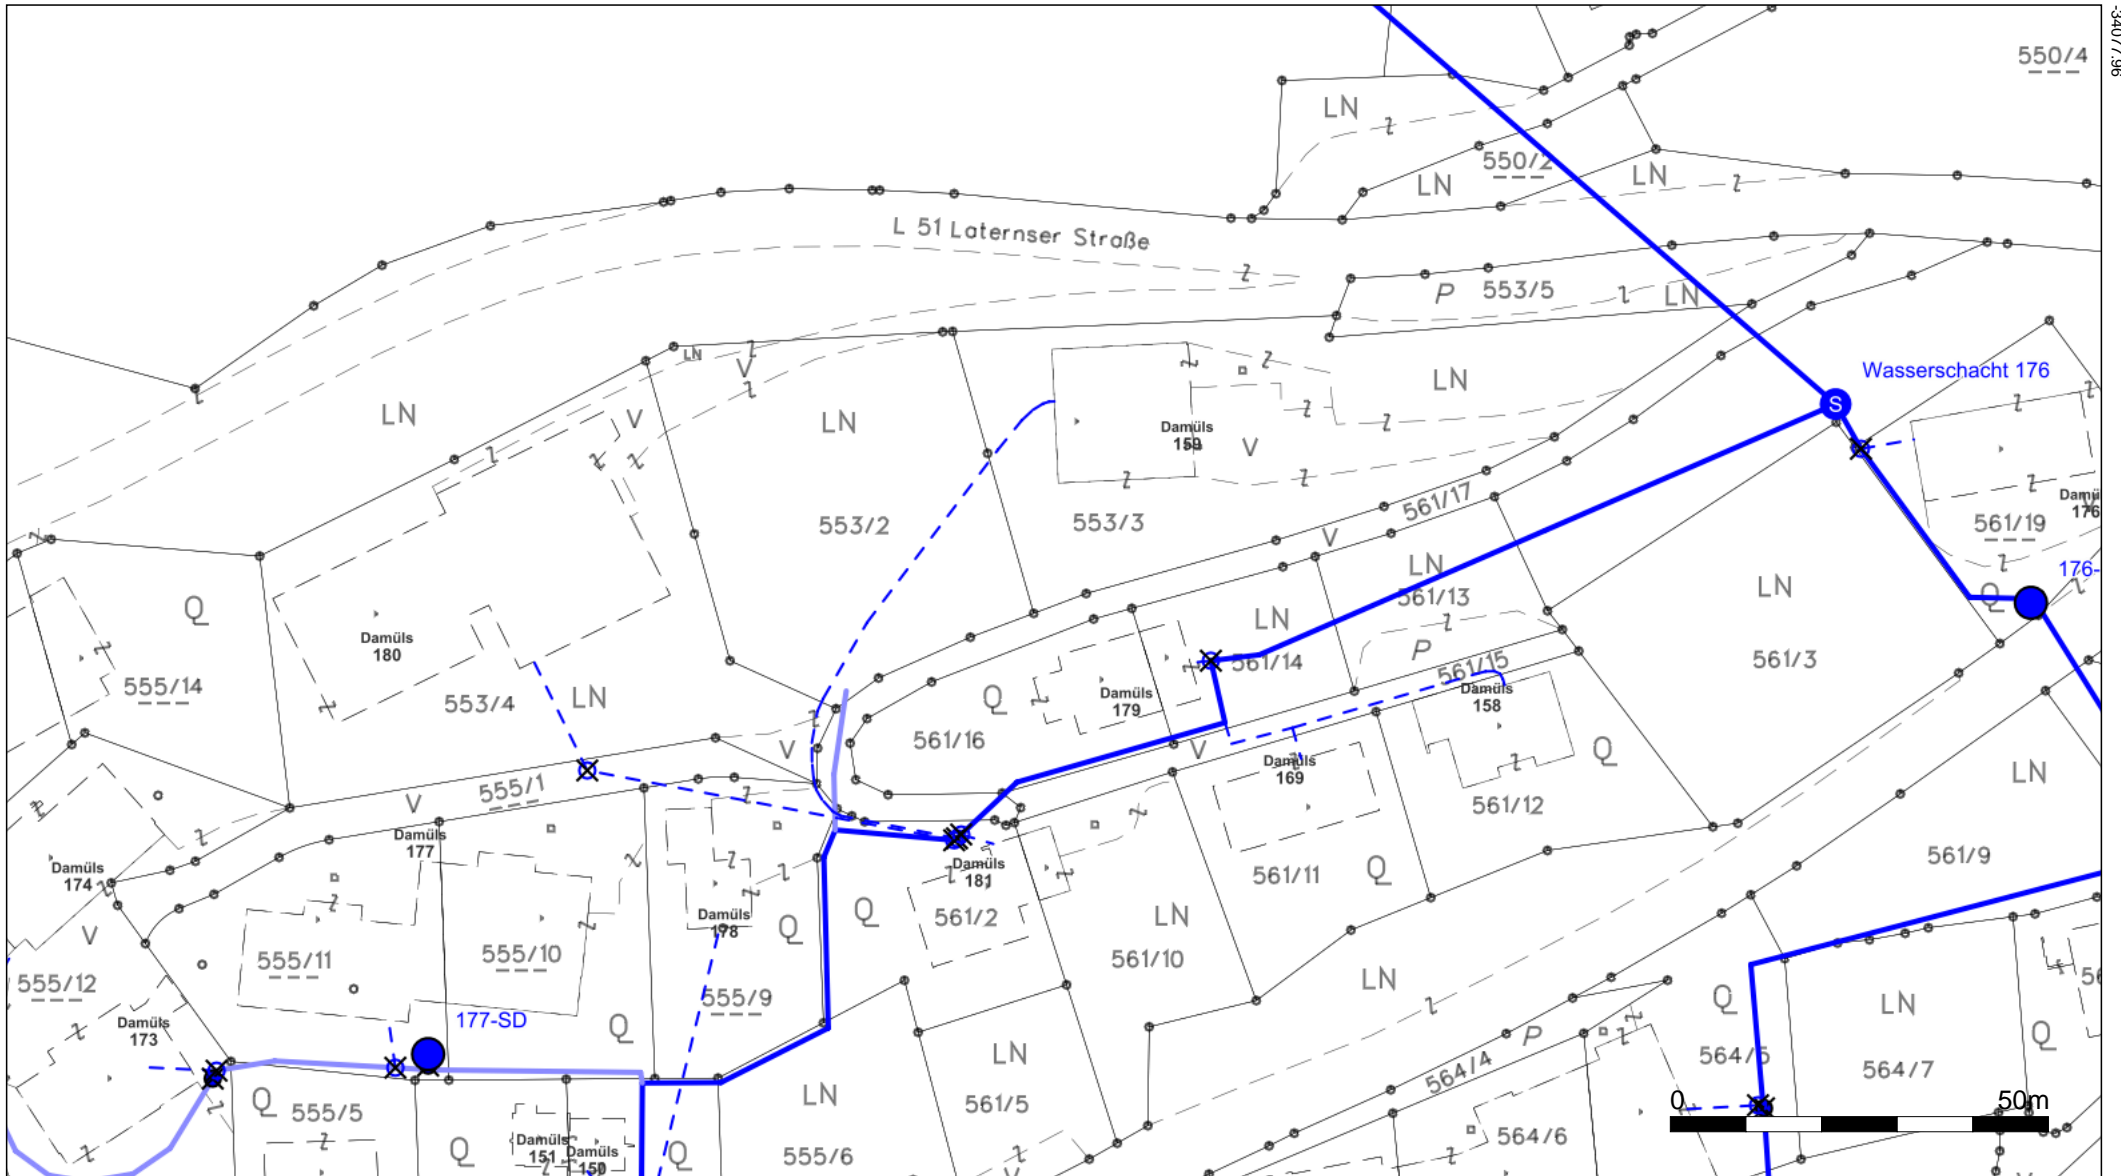 -34077.96
550/4
LN
550/2
LN
LN
L 51 Laternser Straße
P
553/5
LN
LN
V
LN
V
LN
LN
Wasserschacht 176
S
Damüls
159
V
553/2
553/3
561/17
V
561/19
176-
Q
Q
LN
561/13
LN
LN
Damüls
180
555/14
553/4
LN
P
561/14
561/15
561/3
Damüls
179
Q
Damüls
158
561/16
V
V
Q
Damüls
169
LN
555/1
V
561/12
Damüls
177
Damüls
174
Damüls
181
561/11
Q
561/9
V
Damüls
178
Q
Q
561/2
LN
555/11
555/10
561/10
555/12
555/9
LN
Q
LN
Damüls
173
177-SD
Q
P
Q
LN
564/5
564/7
564/4
Q
555/5
LN
561/5
0
50m
Q
Damüls
151
Damüls
150
Q
555/6
564/6